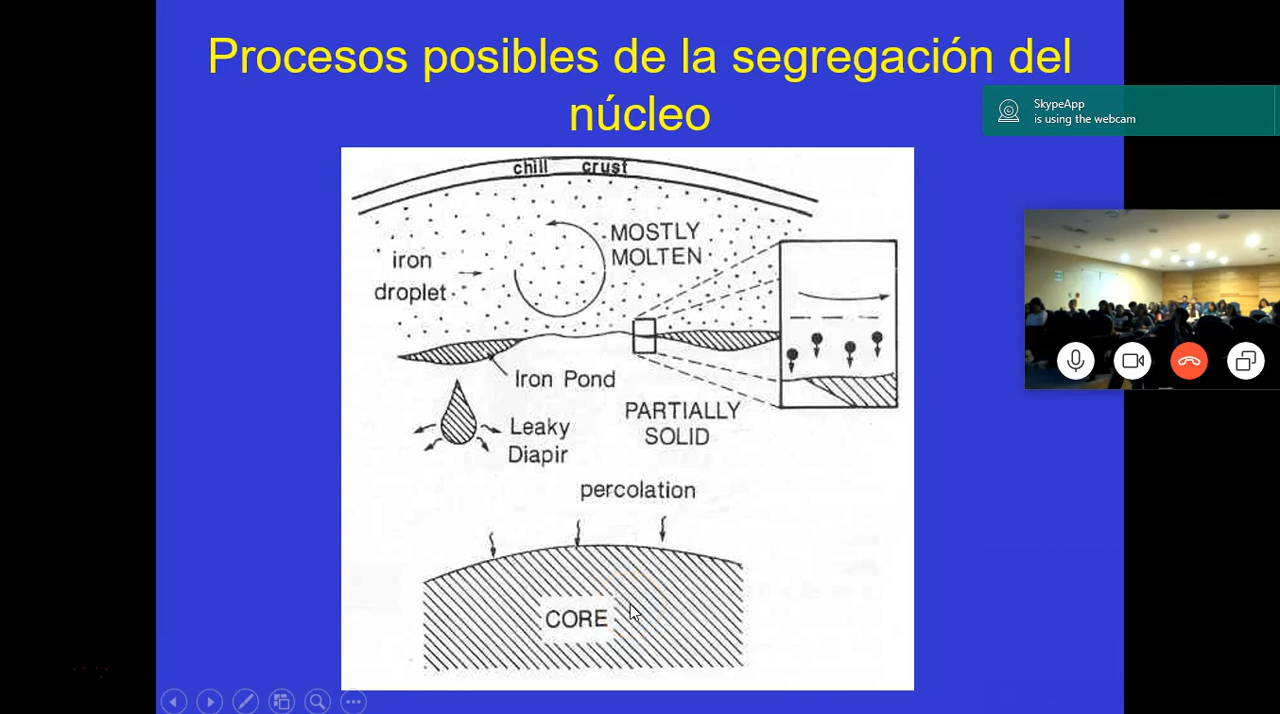 Procesos posibles de la segregación del
núcleo
SkypeApp
is using the webcam
chill crust
MOSTLY
MOLTEN
iron
droplet
Iron Pond
Leaky
Diapir
PARTIALLY
SOLID
percolation
CORE